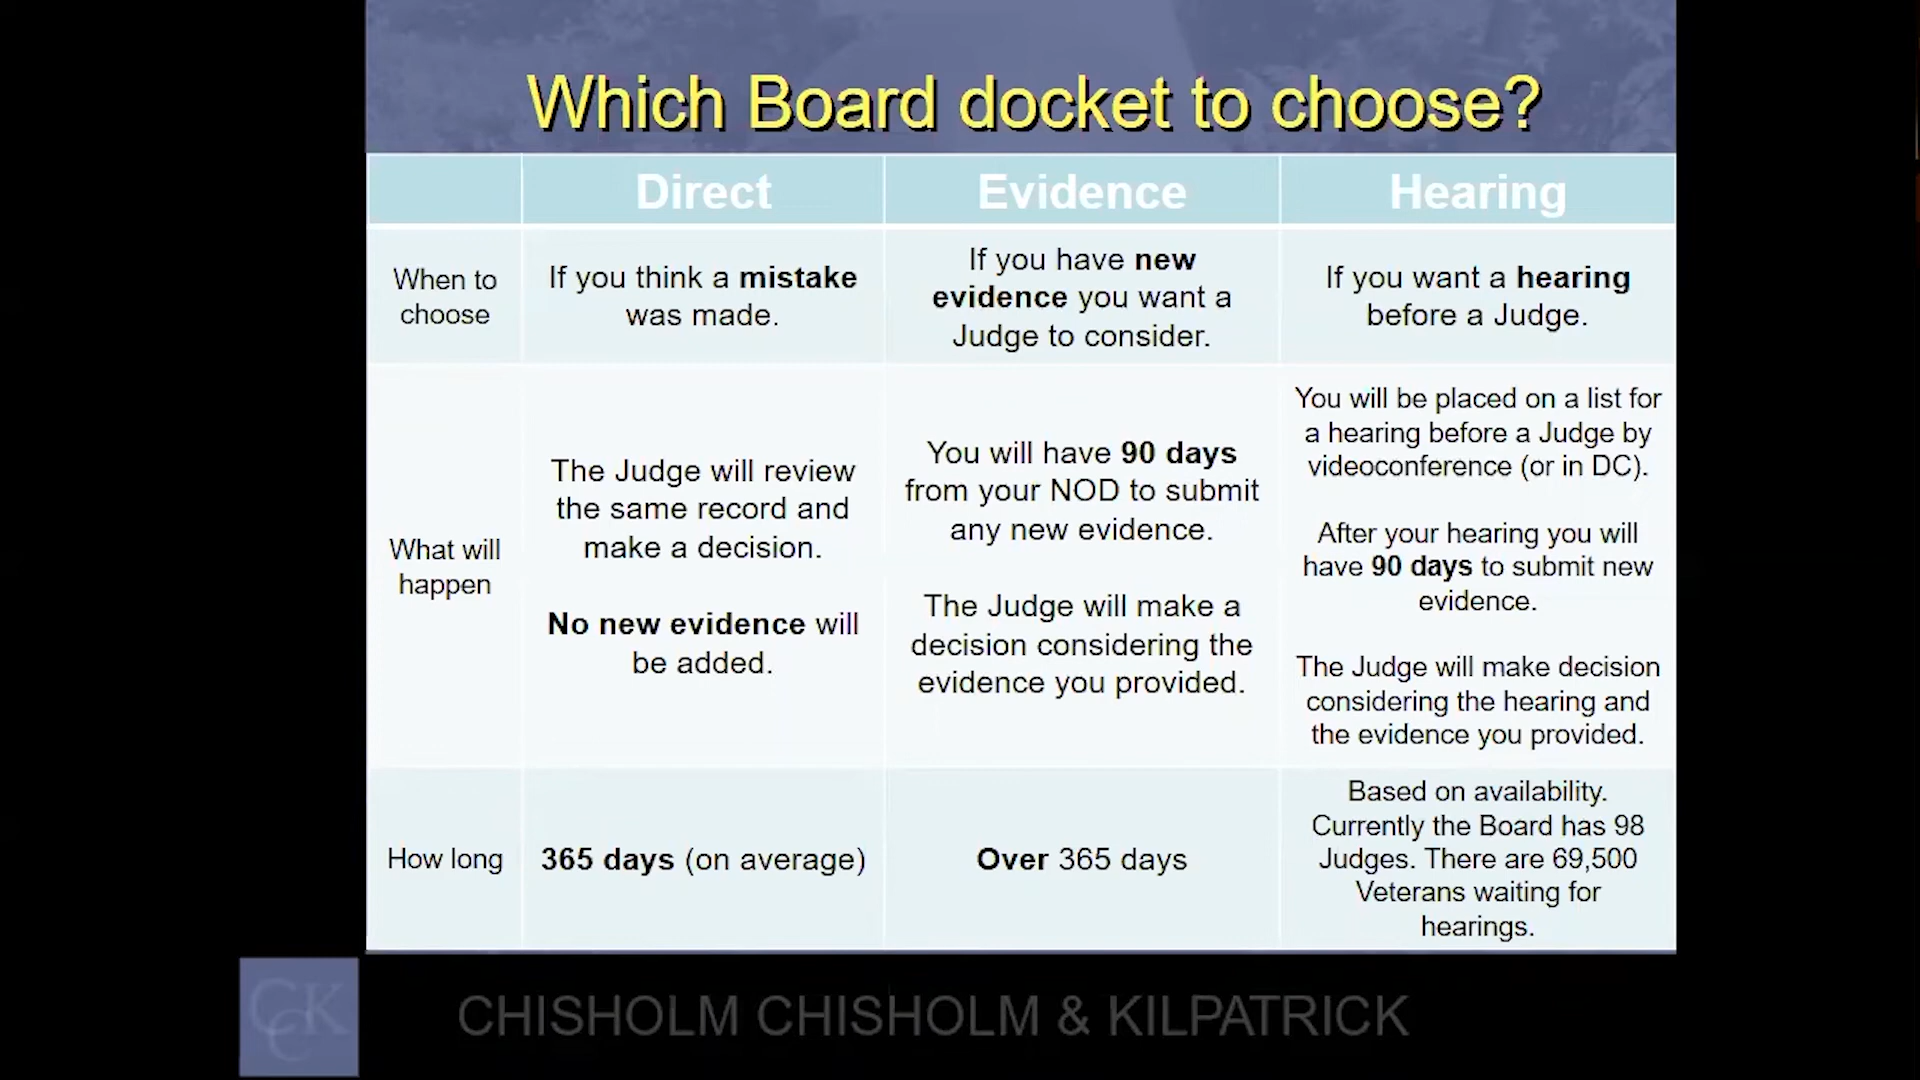 Which Board docket to choose?
Direct
Evidence
Hearing
When to
choose
If you think a mistake
was made.
If you have new
evidence you want a
Judge to consider.
If you want a hearing
before a Judge.
What will
happen
The Judge will review
the same record and
make a decision.
No new evidence will
be added.
You will have 90 days
from your NOD to submit
any new evidence.
The Judge will make a
decision considering the
evidence you provided.
You will be placed on a list for
a hearing before a Judge by
videoconference (or in DC).
After your hearing you will
have 90 days to submit new
evidence.
The Judge will make decision
considering the hearing and
the evidence you provided.
How long
365 days (on average)
Over 365 days
Based on availability.
Currently the Board has 98
Judges. There are 69,500
Veterans waiting for
hearings.
CCK
CHISHOLM CHISHOLM & KILPATRICK